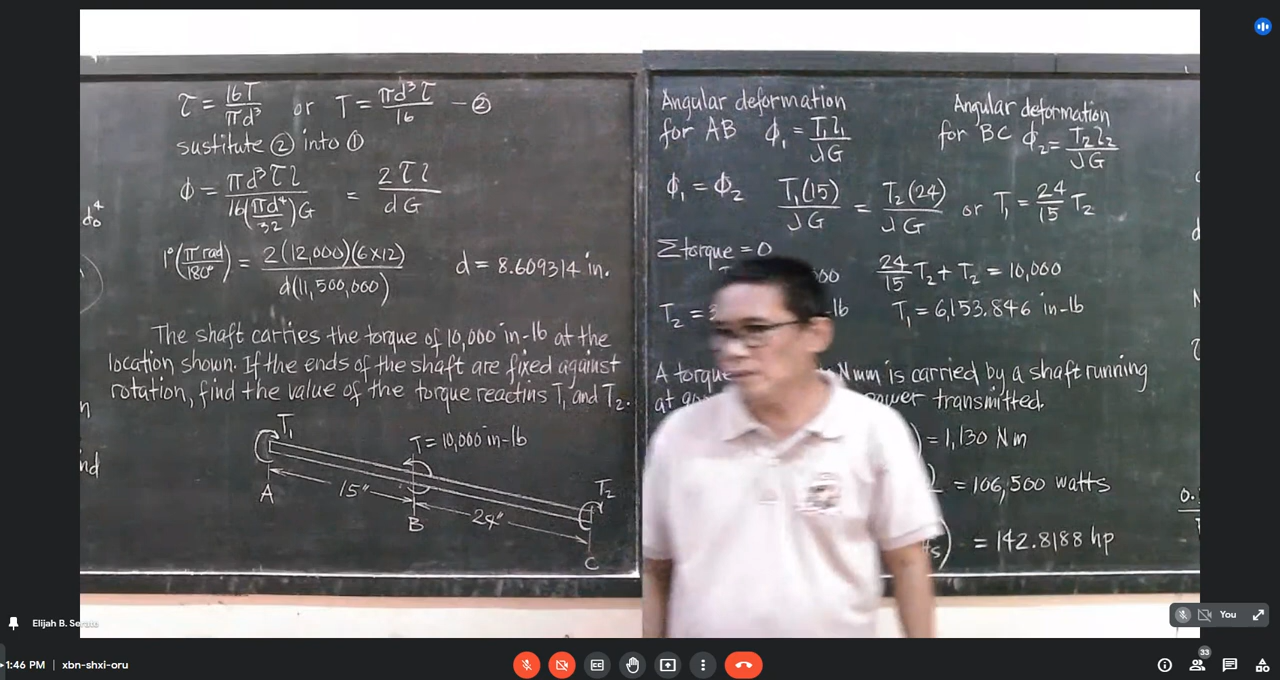 τ = 16T/πd³ or T = πd³τ/16 — ②
sustitute ② into ①
ϕ = πd³τl/16(πd⁴/32)G = 2τl/dG
1°(π rad/180°) = 2(12,000)(6×12)/d(11,500,000) d = 8.609314 in.
The shaft carries the torque of 10,000 in-lb at the
location shown. If the ends of the shaft are fixed against
rotation, find the value of the torque reactins T₁ and T₂.
T₁
T = 10,000 in-lb
A
15"
B
24"
T₂
C
d₀⁴
Angular deformation
for AB ϕ₁ = T₁l₁/JG
Angular deformation
for BC ϕ₂ = T₂l₂/JG
ϕ₁ = ϕ₂ T₁(15)/JG = T₂(24)/JG or T₁ = 24/15 T₂
Σtorque = 0
24/15 T₂ + T₂ = 10,000
T₂ = lb T₁ = 6,153.846 in-lb
A torque Nmm is carried by a shaft running
at power transmitted.
) = 1,130 Nm
= 106,500 watts
) = 142.8188 hp
Elijah B. Serate
You
1:46 PM | xbn-shxi-oru
33